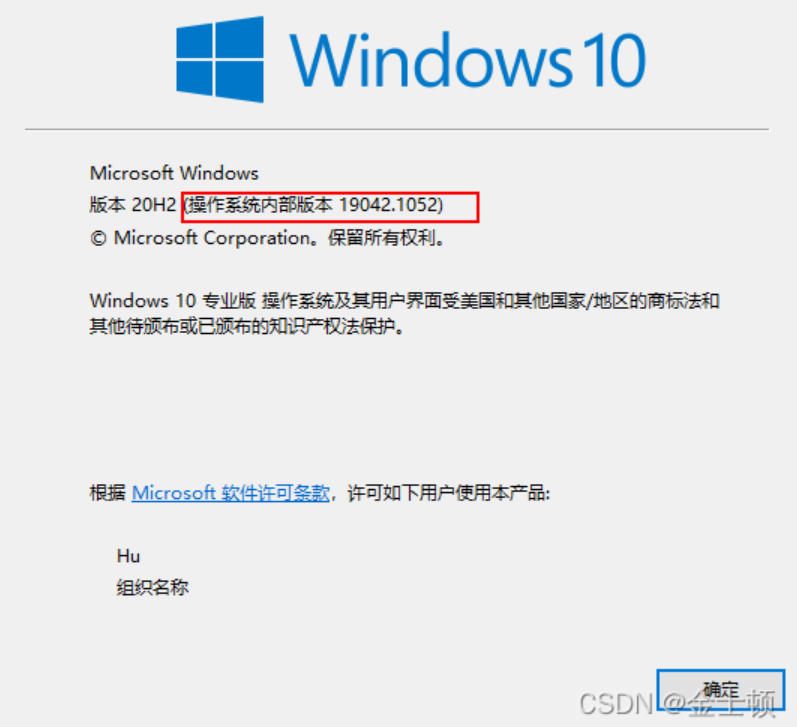 Windows 10
Microsoft Windows
版本 20H2 (操作系统内部版本 19042.1052)
© Microsoft Corporation。保留所有权利。
Windows 10 专业版 操作系统及其用户界面受美国和其他国家/地区的商标法和
其他待颁布或已颁布的知识产权法保护。
根据 Microsoft 软件许可条款，许可如下用户使用本产品:
Hu
组织名称
确定
CSDN @金士顿